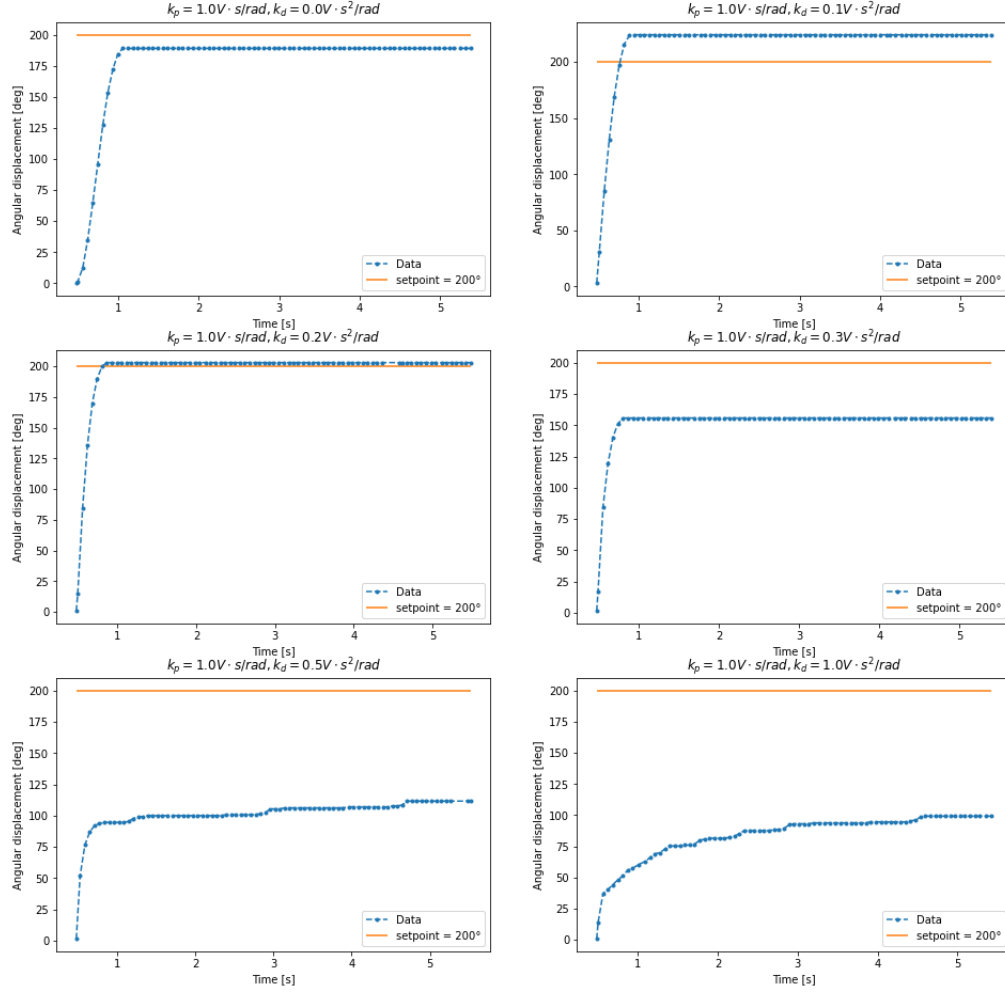 k_p = 1.0V · s/rad, k_d = 0.0V · s²/rad
Angular displacement [deg]
200
175
150
125
100
75
50
25
0
Data
setpoint = 200°
1 2 3 4 5
Time [s]
k_p = 1.0V · s/rad, k_d = 0.1V · s²/rad
Angular displacement [deg]
200
150
100
50
0
Data
setpoint = 200°
1 2 3 4 5
Time [s]
k_p = 1.0V · s/rad, k_d = 0.2V · s²/rad
Angular displacement [deg]
200
175
150
125
100
75
50
25
0
Data
setpoint = 200°
1 2 3 4 5
Time [s]
k_p = 1.0V · s/rad, k_d = 0.3V · s²/rad
Angular displacement [deg]
200
175
150
125
100
75
50
25
0
Data
setpoint = 200°
1 2 3 4 5
Time [s]
k_p = 1.0V · s/rad, k_d = 0.5V · s²/rad
Angular displacement [deg]
200
175
150
125
100
75
50
25
0
Data
setpoint = 200°
1 2 3 4 5
Time [s]
k_p = 1.0V · s/rad, k_d = 1.0V · s²/rad
Angular displacement [deg]
200
175
150
125
100
75
50
25
0
Data
setpoint = 200°
1 2 3 4 5
Time [s]